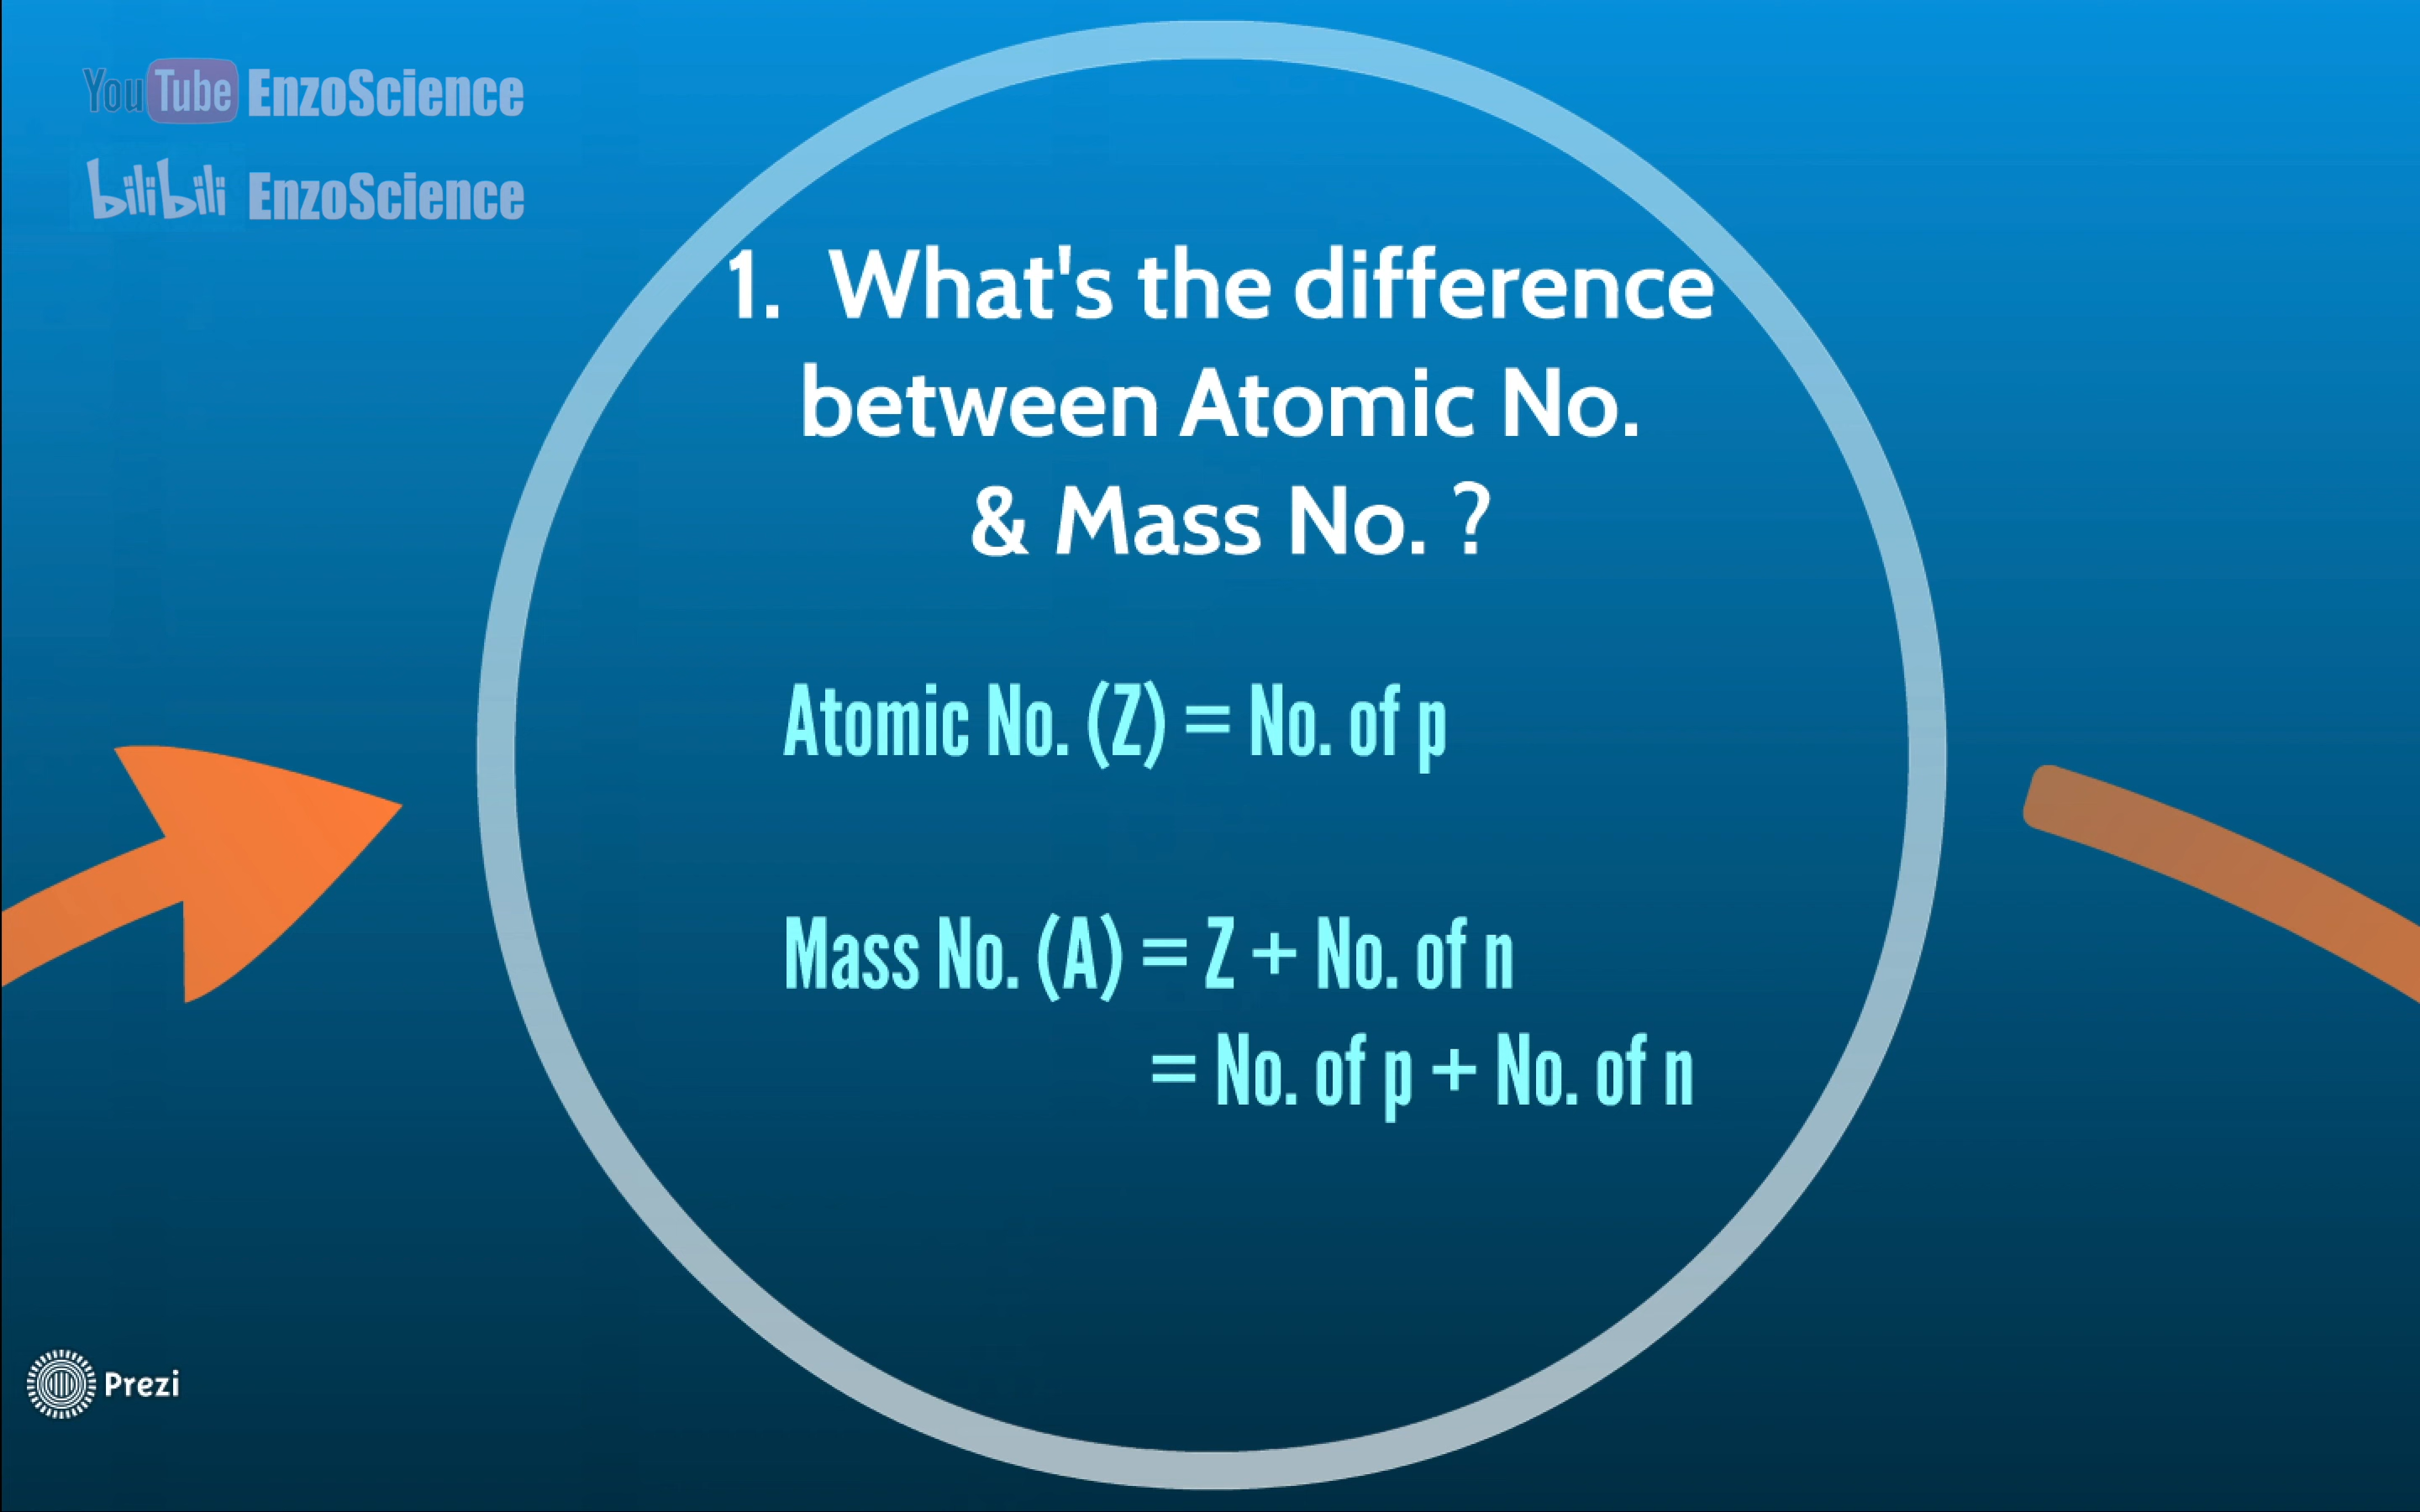 YouTube EnzoScience
bilibili EnzoScience
1. What's the difference
between Atomic No.
& Mass No. ?
Atomic No. (Z) = No. of p
Mass No. (A) = Z + No. of n
= No. of p + No. of n
Prezi